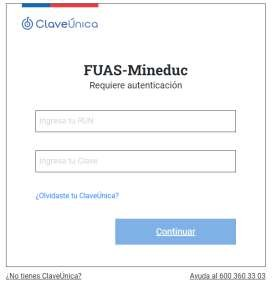 ClaveÚnica
FUAS-Mineduc
Requiere autenticación
Ingresa tu RUN
Ingresa tu Clave
¿Olvidaste tu ClaveÚnica?
Continuar
¿No tienes ClaveÚnica? Ayuda al 600 360 33 03